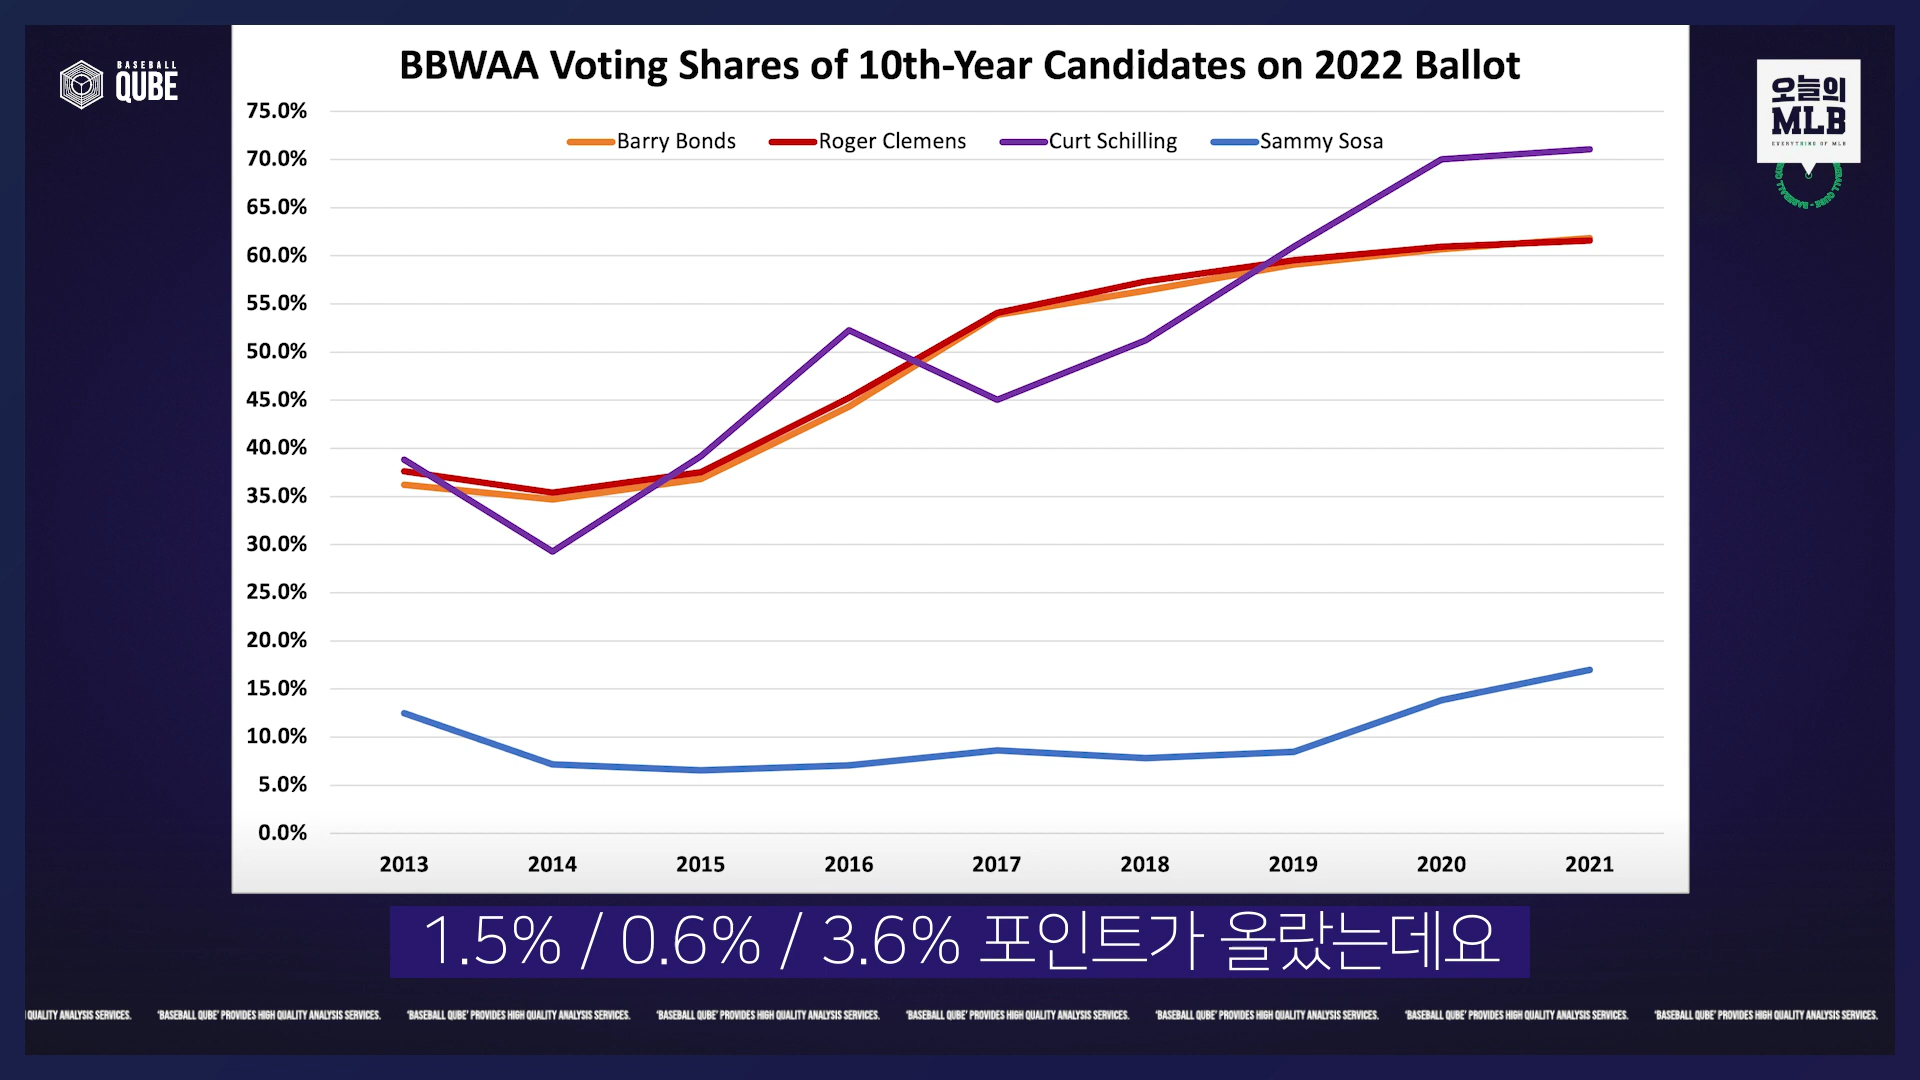 BASEBALL
QUBE
BBWAA Voting Shares of 10th-Year Candidates on 2022 Ballot
오늘의
MLB
EVERYTHING OF MLB
Barry Bonds Roger Clemens Curt Schilling Sammy Sosa
75.0%
70.0%
65.0%
60.0%
55.0%
50.0%
45.0%
40.0%
35.0%
30.0%
25.0%
20.0%
15.0%
10.0%
5.0%
0.0%
2013 2014 2015 2016 2017 2018 2019 2020 2021
1.5% / 0.6% / 3.6% 포인트가 올랐는데요
QUALITY ANALYSIS SERVICES. 'BASEBALL QUBE' PROVIDES HIGH QUALITY ANALYSIS SERVICES. 'BASEBALL QUBE' PROVIDES HIGH QUALITY ANALYSIS SERVICES. 'BASEBALL QUBE' PROVIDES HIGH QUALITY ANALYSIS SERVICES. 'BASEBALL QUBE' PROVIDES HIGH QUALITY ANALYSIS SERVICES. 'BASEBALL QUBE' PROVIDES HIGH QUALITY ANALYSIS SERVICES. 'BASEBALL QUBE' PROVIDES HIGH QUALITY ANALYSIS SERVICES. 'BASEBALL QUBE' PROVIDES HIGH QUALITY ANALYSIS SERVICES.